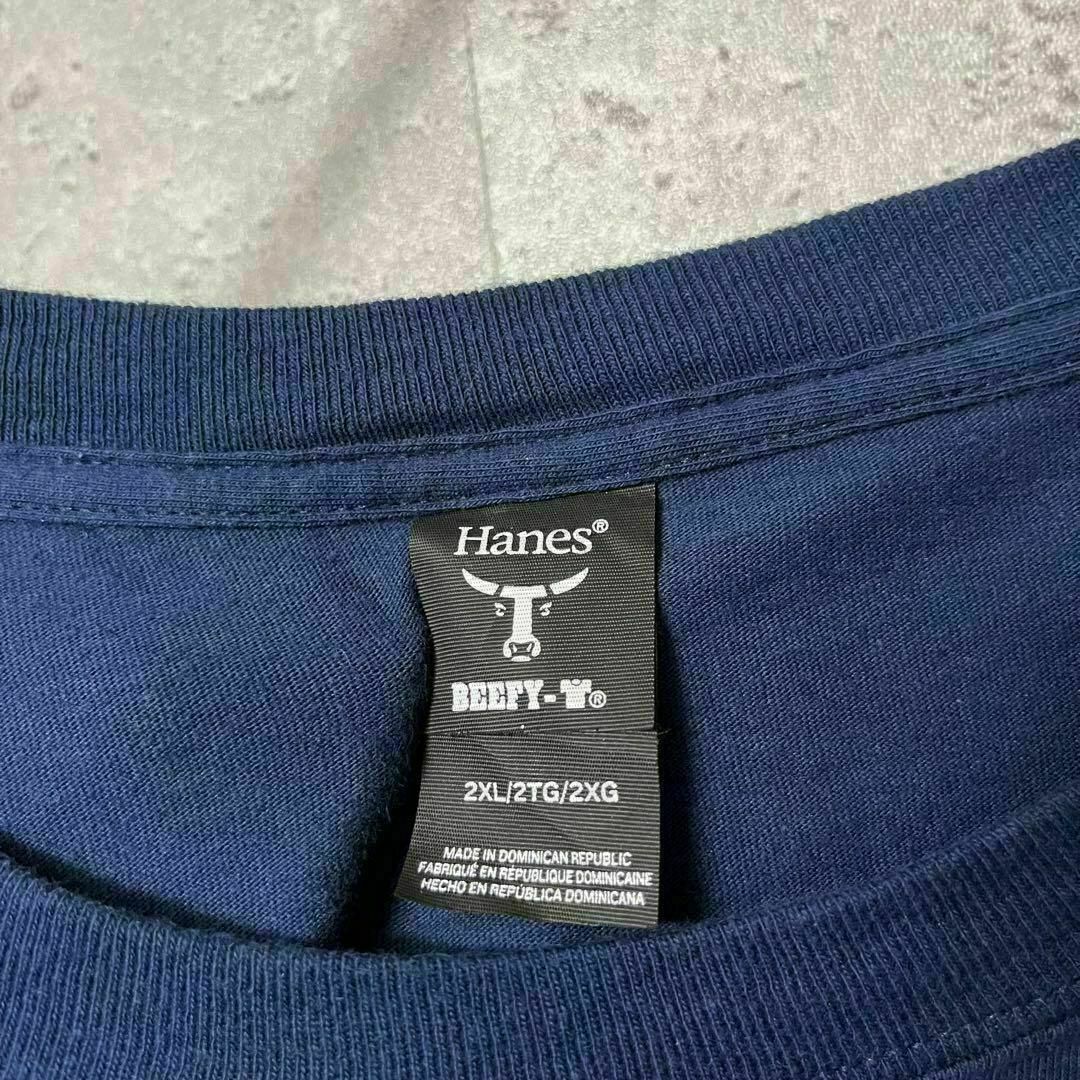 Hanes®
BEEFY-®
2XL/2TG/2XG
MADE IN DOMINICAN REPUBLIC
FABRIQUÉ EN RÉPUBLIQUE DOMINICAINE
HECHO EN REPÚBLICA DOMINICANA